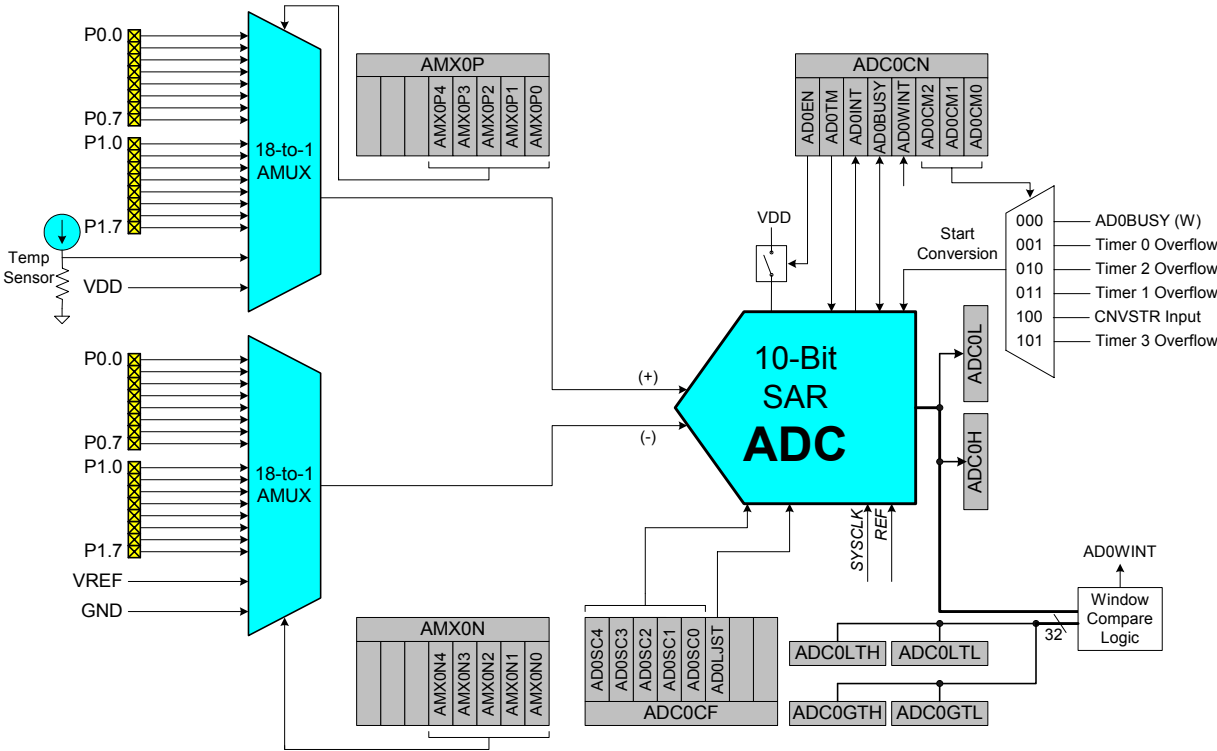 P0.0
P0.7
P1.0
P1.7
18-to-1
AMUX
Temp
Sensor
VDD
AMX0P
AMX0P4
AMX0P3
AMX0P2
AMX0P1
AMX0P0
ADC0CN
AD0EN
AD0TM
AD0INT
AD0BUSY
AD0WINT
AD0CM2
AD0CM1
AD0CM0
VDD
Start
Conversion
000
AD0BUSY (W)
001
Timer 0 Overflow
010
Timer 2 Overflow
011
Timer 1 Overflow
100
CNVSTR Input
101
Timer 3 Overflow
P0.0
P0.7
P1.0
P1.7
18-to-1
AMUX
VREF
GND
(+)
(-)
10-Bit
SAR
ADC
ADC0L
ADC0H
SYSCLK
REF
AMX0N
AMX0N4
AMX0N3
AMX0N2
AMX0N1
AMX0N0
AD0SC4
AD0SC3
AD0SC2
AD0SC1
AD0SC0
AD0LJST
ADC0CF
AD0WINT
Window
Compare
Logic
32
ADC0LTH
ADC0LTL
ADC0GTH
ADC0GTL